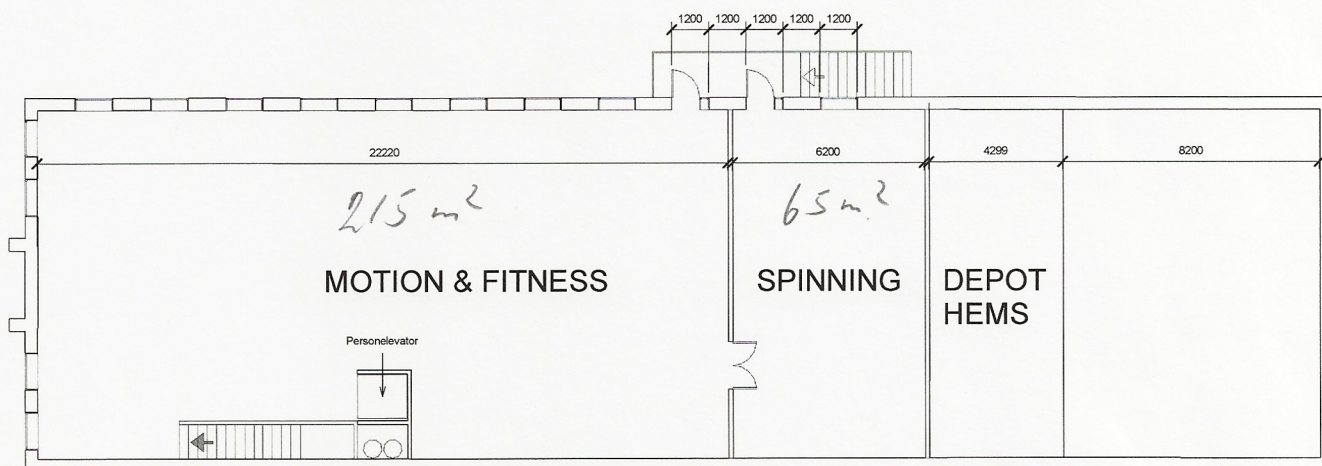 1200 1200 1200 1200 1200
22220 6200 4299 8200
215 m² 65 m²
MOTION & FITNESS SPINNING DEPOT
HEMS
Personelevator